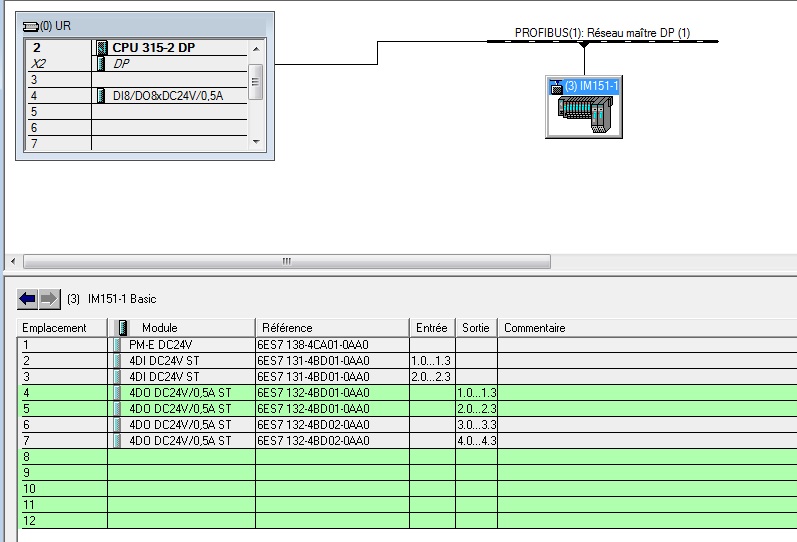 (0) UR
2 CPU 315-2 DP
X2 DP
3
4 DI8/DO8xDC24V/0,5A
5
6
7
PROFIBUS(1): Réseau maître DP (1)
(3) IM151-1
(3) IM151-1 Basic
Emplacement Module Référence Entrée Sortie Commentaire
1 PM-E DC24V 6ES7 138-4CA01-0AA0
2 4DI DC24V ST 6ES7 131-4BD01-0AA0 1.0...1.3
3 4DI DC24V ST 6ES7 131-4BD01-0AA0 2.0...2.3
4 4DO DC24V/0,5A ST 6ES7 132-4BD01-0AA0 1.0...1.3
5 4DO DC24V/0,5A ST 6ES7 132-4BD01-0AA0 2.0...2.3
6 4DO DC24V/0,5A ST 6ES7 132-4BD02-0AA0 3.0...3.3
7 4DO DC24V/0,5A ST 6ES7 132-4BD02-0AA0 4.0...4.3
8
9
10
11
12